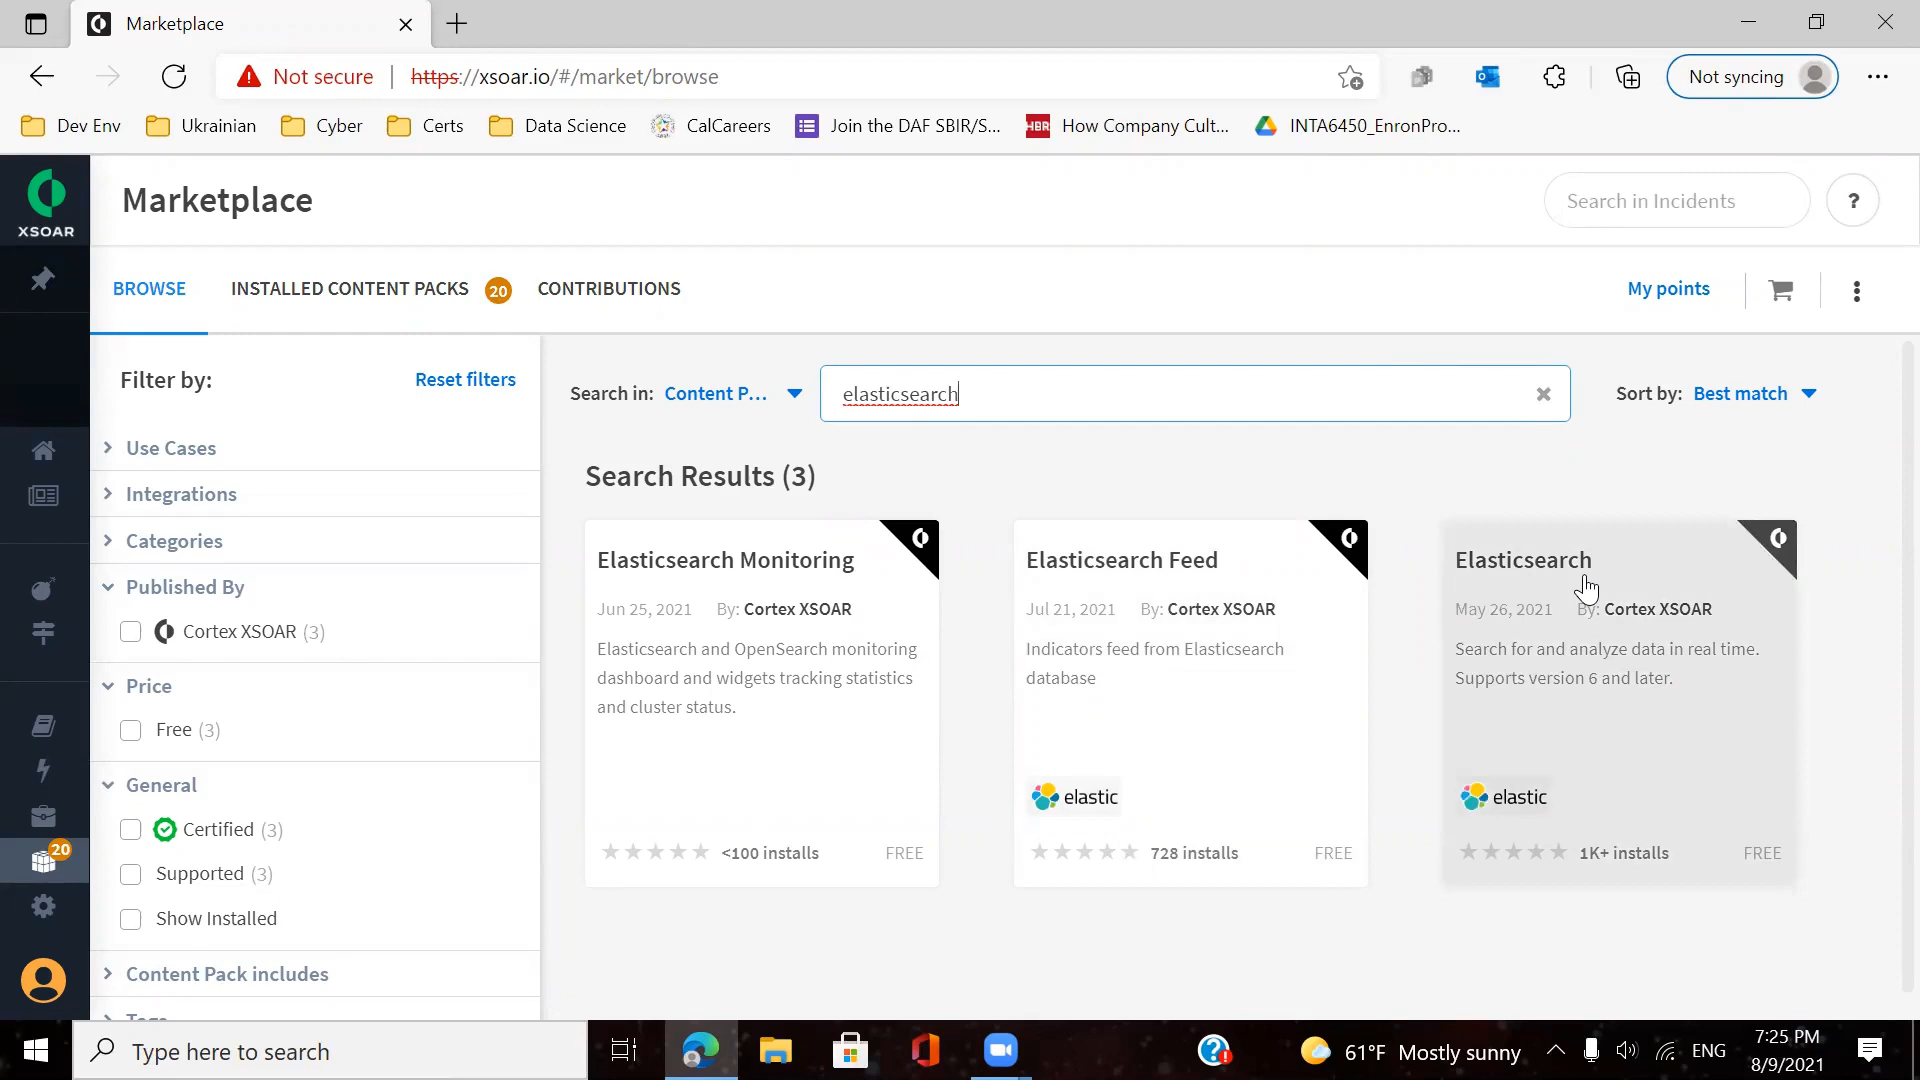 Marketplace
Not secure https://xsoar.io/#/market/browse Not syncing
Dev Env Ukrainian Cyber Certs Data Science CalCareers Join the DAF SBIR/S... HBR How Company Cult... INTA6450_EnronPro...
XSOAR
Marketplace
Search in Incidents
?
BROWSE INSTALLED CONTENT PACKS 20 CONTRIBUTIONS My points
Filter by: Reset filters
Use Cases
Integrations
Categories
Published By
Cortex XSOAR (3)
Price
Free (3)
General
Certified (3)
Supported (3)
Show Installed
Content Pack includes
20
Search in: Content P... elasticsearch Sort by: Best match
Search Results (3)
Elasticsearch Monitoring
Jun 25, 2021 By: Cortex XSOAR
Elasticsearch and OpenSearch monitoring
dashboard and widgets tracking statistics
and cluster status.
<100 installs FREE
Elasticsearch Feed
Jul 21, 2021 By: Cortex XSOAR
Indicators feed from Elasticsearch
database
elastic
728 installs FREE
Elasticsearch
May 26, 2021 By: Cortex XSOAR
Search for and analyze data in real time.
Supports version 6 and later.
elastic
1K+ installs FREE
Type here to search
61°F Mostly sunny
ENG
7:25 PM
8/9/2021